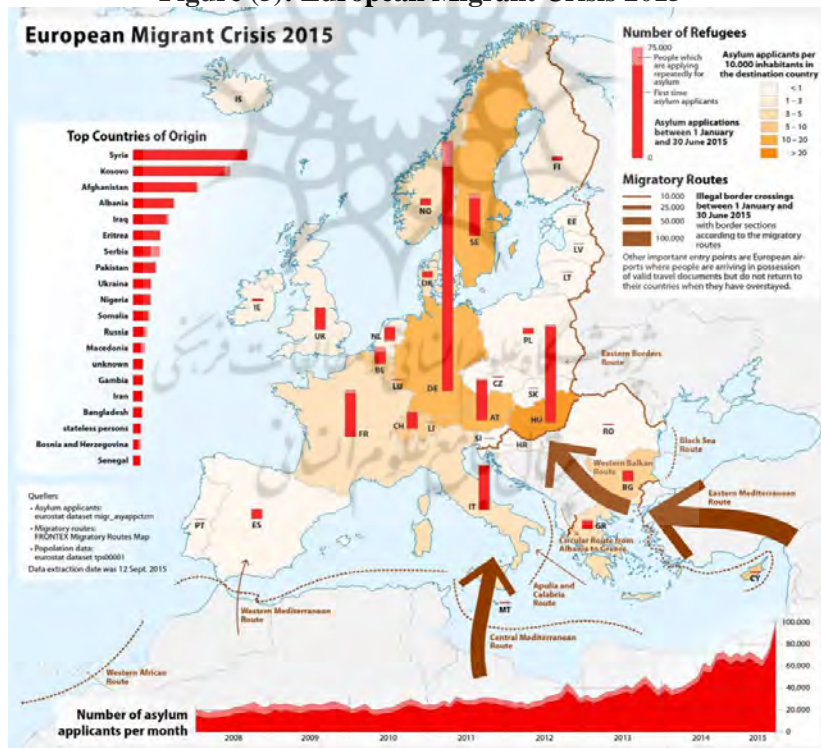 Figure (3): European Migrant Crisis 2015
European Migrant Crisis 2015
Number of Refugees
75.000
People which
are applying
repeatedly for
asylum
First time
asylum applicants
Asylum applications
between 1 January
and 30 June 2015
0
Asylum applicants per
10.000 inhabitants in
the destination country
< 1
1 – 3
3 – 5
5 – 10
10 – 20
> 20
Migratory Routes
10.000
25.000
50.000
100.000
Illegal border crossings
between 1 January and
30 June 2015
with border sections
according to the migratory
routes
Other important entry points are European air-
ports where people are arriving in possession
of valid travel documents but do not return to
their countries when they have overstayed.
Top Countries of Origin
Syria
Kosovo
Afghanistan
Albania
Iraq
Eritrea
Serbia
Pakistan
Ukraina
Nigeria
Somalia
Russia
Macedonia
unknown
Gambia
Iran
Bangladesh
stateless persons
Bosnia and Herzegovina
Senegal
Quellen:
• Asylum applicants:
eurostat dataset migr_asyappctzm
• Migratory routes:
FRONTEX Migratory Routes Map
• Population data:
eurostat dataset tps00001
Data extraction date was 12 Sept. 2015
IS
NO
SE
FI
EE
LV
LT
DK
IE
UK
NL
BE
LU
DE
PL
CZ
SK
AT
HU
CH
LI
FR
SI
HR
RO
BG
IT
GR
PT
ES
MT
CY
Eastern Borders
Route
Black Sea
Route
Western Balkan
Route
Eastern Mediterranean
Route
Circular Route from
Albania to Greece
Apulia and
Calabria
Route
Central Mediterranean
Route
Western Mediterranean
Route
Western African
Route
Number of asylum
applicants per month
100.000
80.000
60.000
40.000
20.000
0
2008
2009
2010
2011
2012
2013
2014
2015